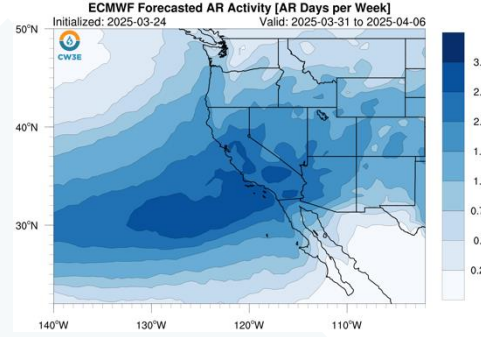 ECMWF Forecasted AR Activity [AR Days per Week]
Initialized: 2025-03-24 Valid: 2025-03-31 to 2025-04-06
50°N
CW3E
40°N
30°N
140°W 130°W 120°W 110°W